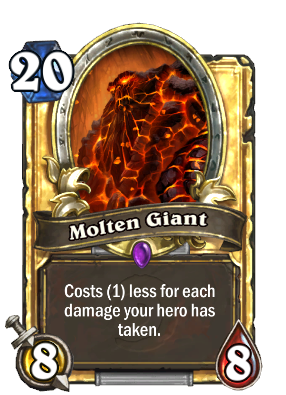 20
Molten Giant
Costs (1) less for each
damage your hero has
taken.
8
8